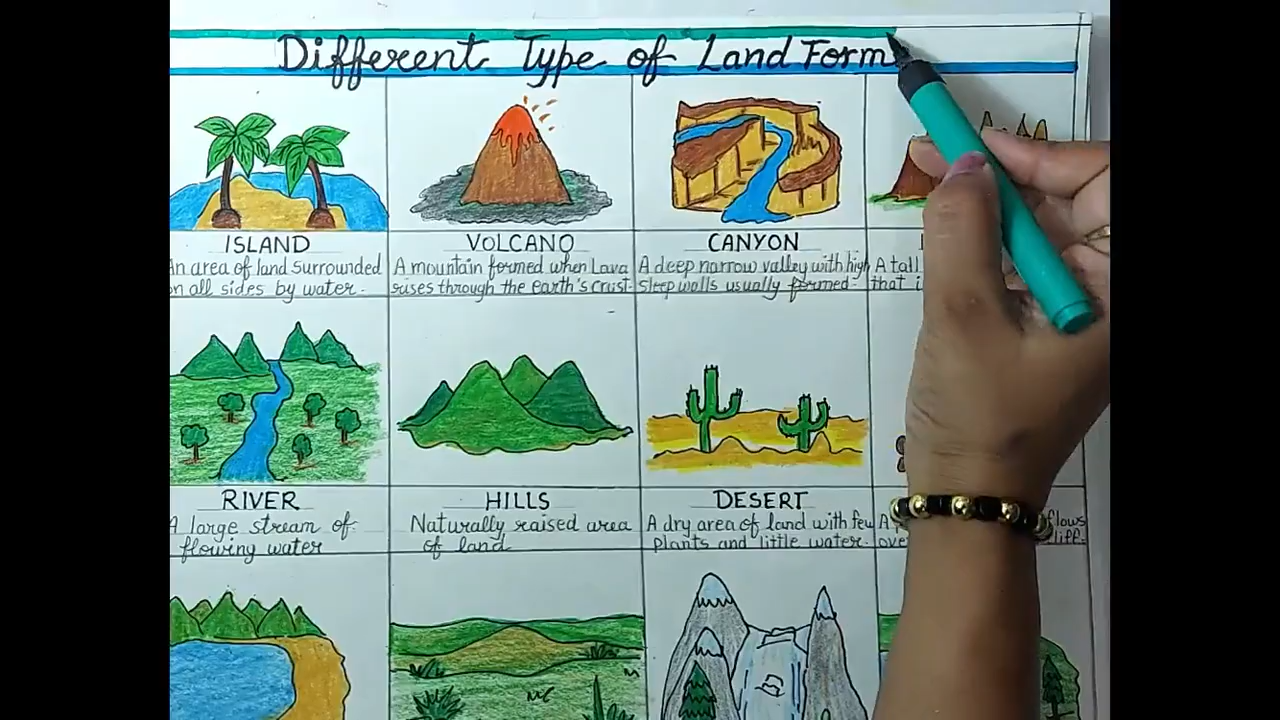 Different Type of Land Form
ISLAND
An area of land surrounded
on all sides by water.
VOLCANO
A mountain formed when Lava
rises through the earth's crust.
CANYON
A deep narrow valley with high
steep walls usually formed.
A tall
that
RIVER
A large stream of
flowing water
HILLS
Naturally raised area
of land
DESERT
A dry area of land with few
plants and little water.
flows